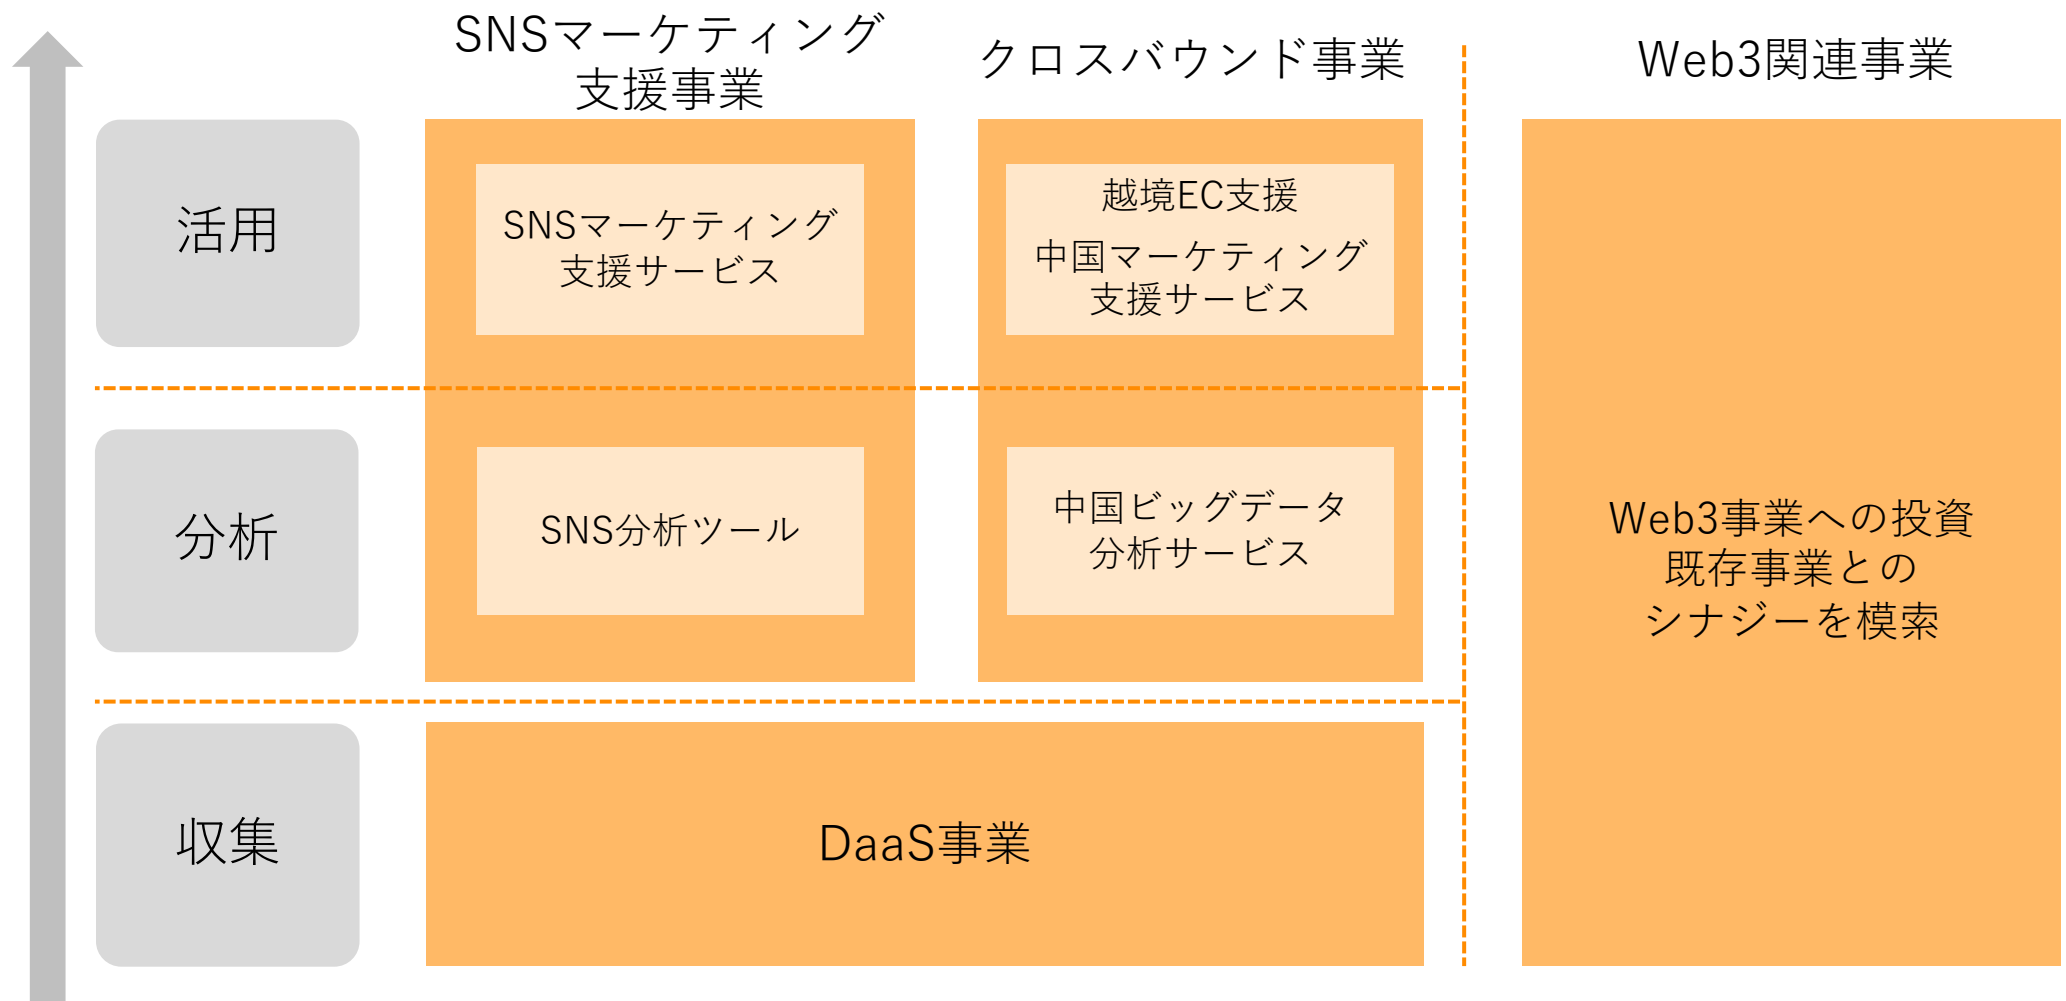 SNSマーケティング
支援事業
クロスバウンド事業
Web3関連事業
活用
SNSマーケティング
支援サービス
越境EC支援
中国マーケティング
支援サービス
分析
SNS分析ツール
中国ビッグデータ
分析サービス
Web3事業への投資
既存事業との
シナジーを模索
収集
DaaS事業